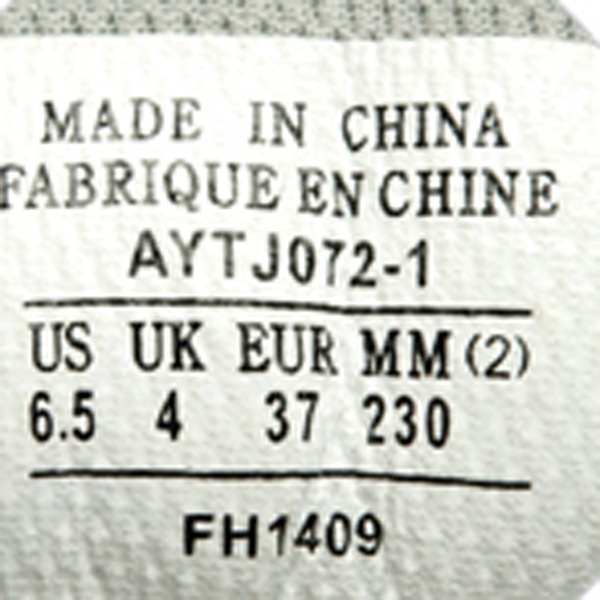 MADE IN CHINA
FABRIQUE EN CHINE
AYTJ072-1
US UK EUR MM (2)
6.5 4 37 230
FH1409